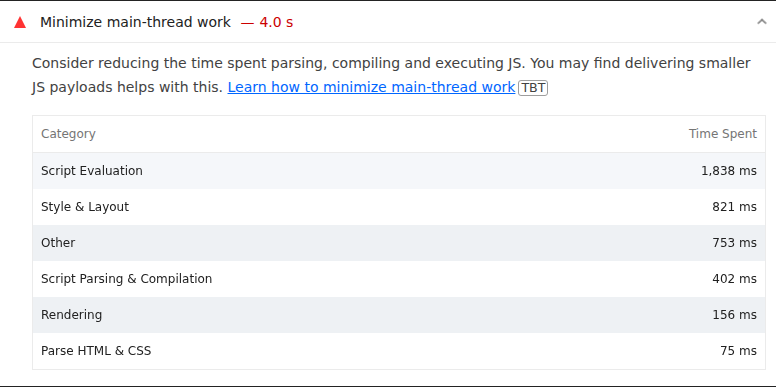 Minimize main-thread work — 4.0 s
Consider reducing the time spent parsing, compiling and executing JS. You may find delivering smaller
JS payloads helps with this. Learn how to minimize main-thread work TBT
Category Time Spent
Script Evaluation 1,838 ms
Style & Layout 821 ms
Other 753 ms
Script Parsing & Compilation 402 ms
Rendering 156 ms
Parse HTML & CSS 75 ms